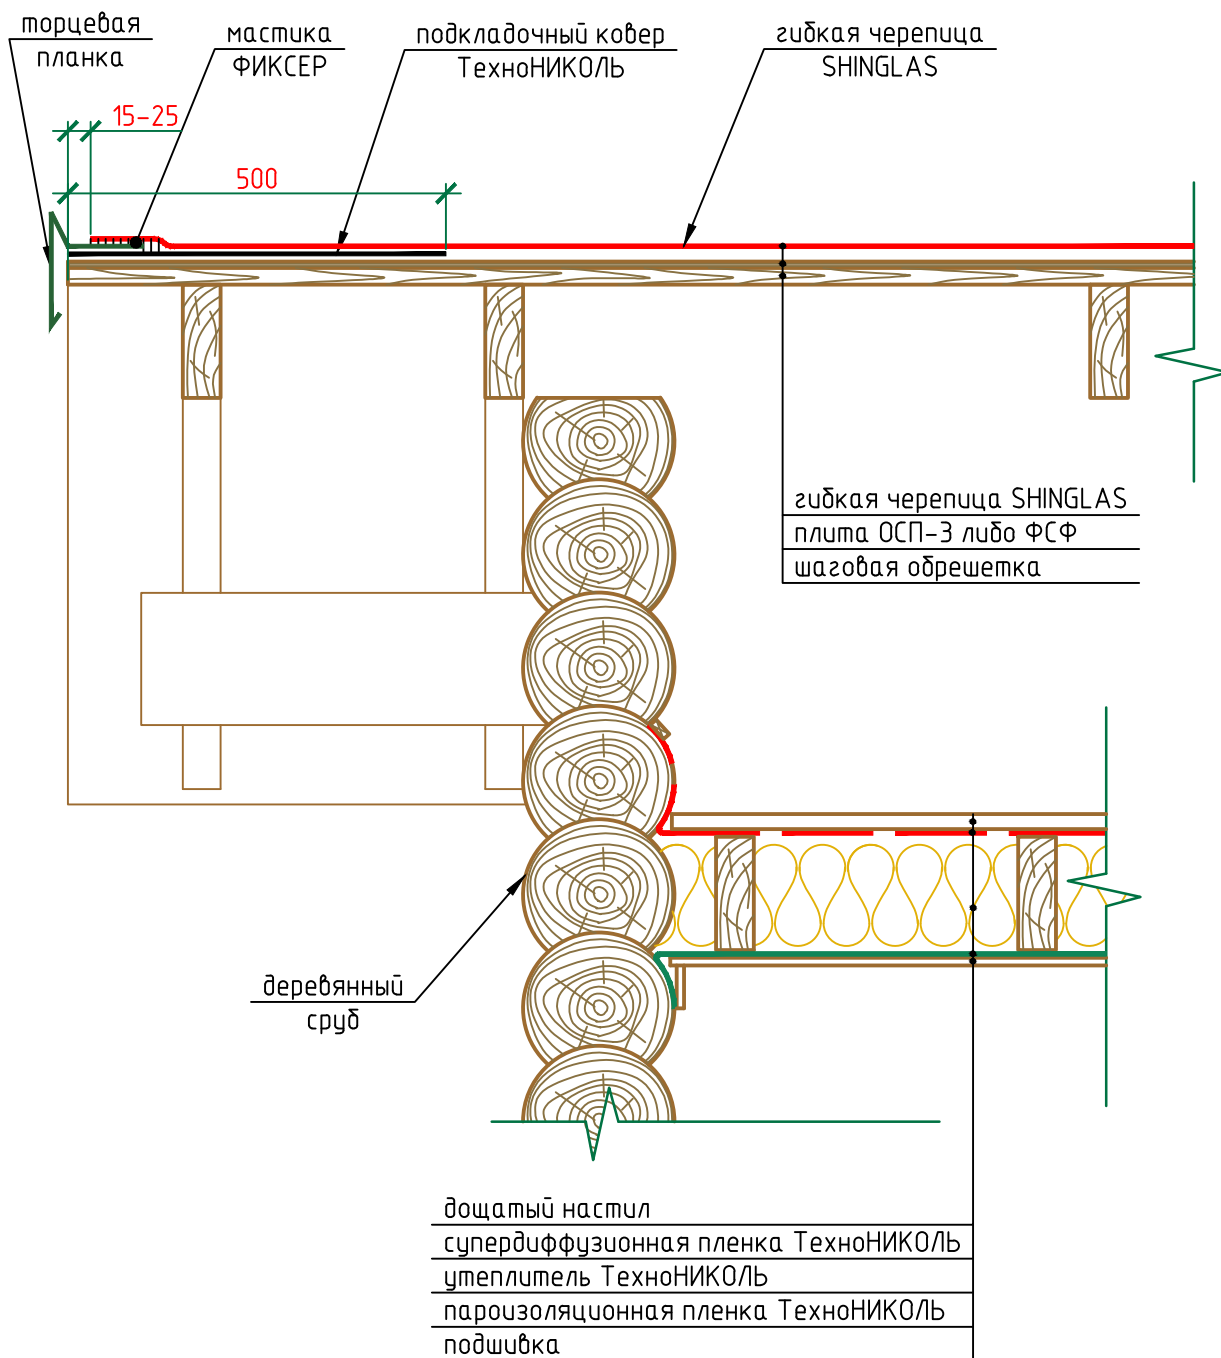 торцевая
планка
мастика
ФИКСЕР
подкладочный ковер
ТехноНИКОЛЬ
гибкая черепица
SHINGLAS
15-25
500
гибкая черепица SHINGLAS
плита ОСП-3 либо ФСФ
шаговая обрешетка
деревянный
сруб
дощатый настил
супердиффузионная пленка ТехноНИКОЛЬ
утеплитель ТехноНИКОЛЬ
пароизоляционная пленка ТехноНИКОЛЬ
подшивка